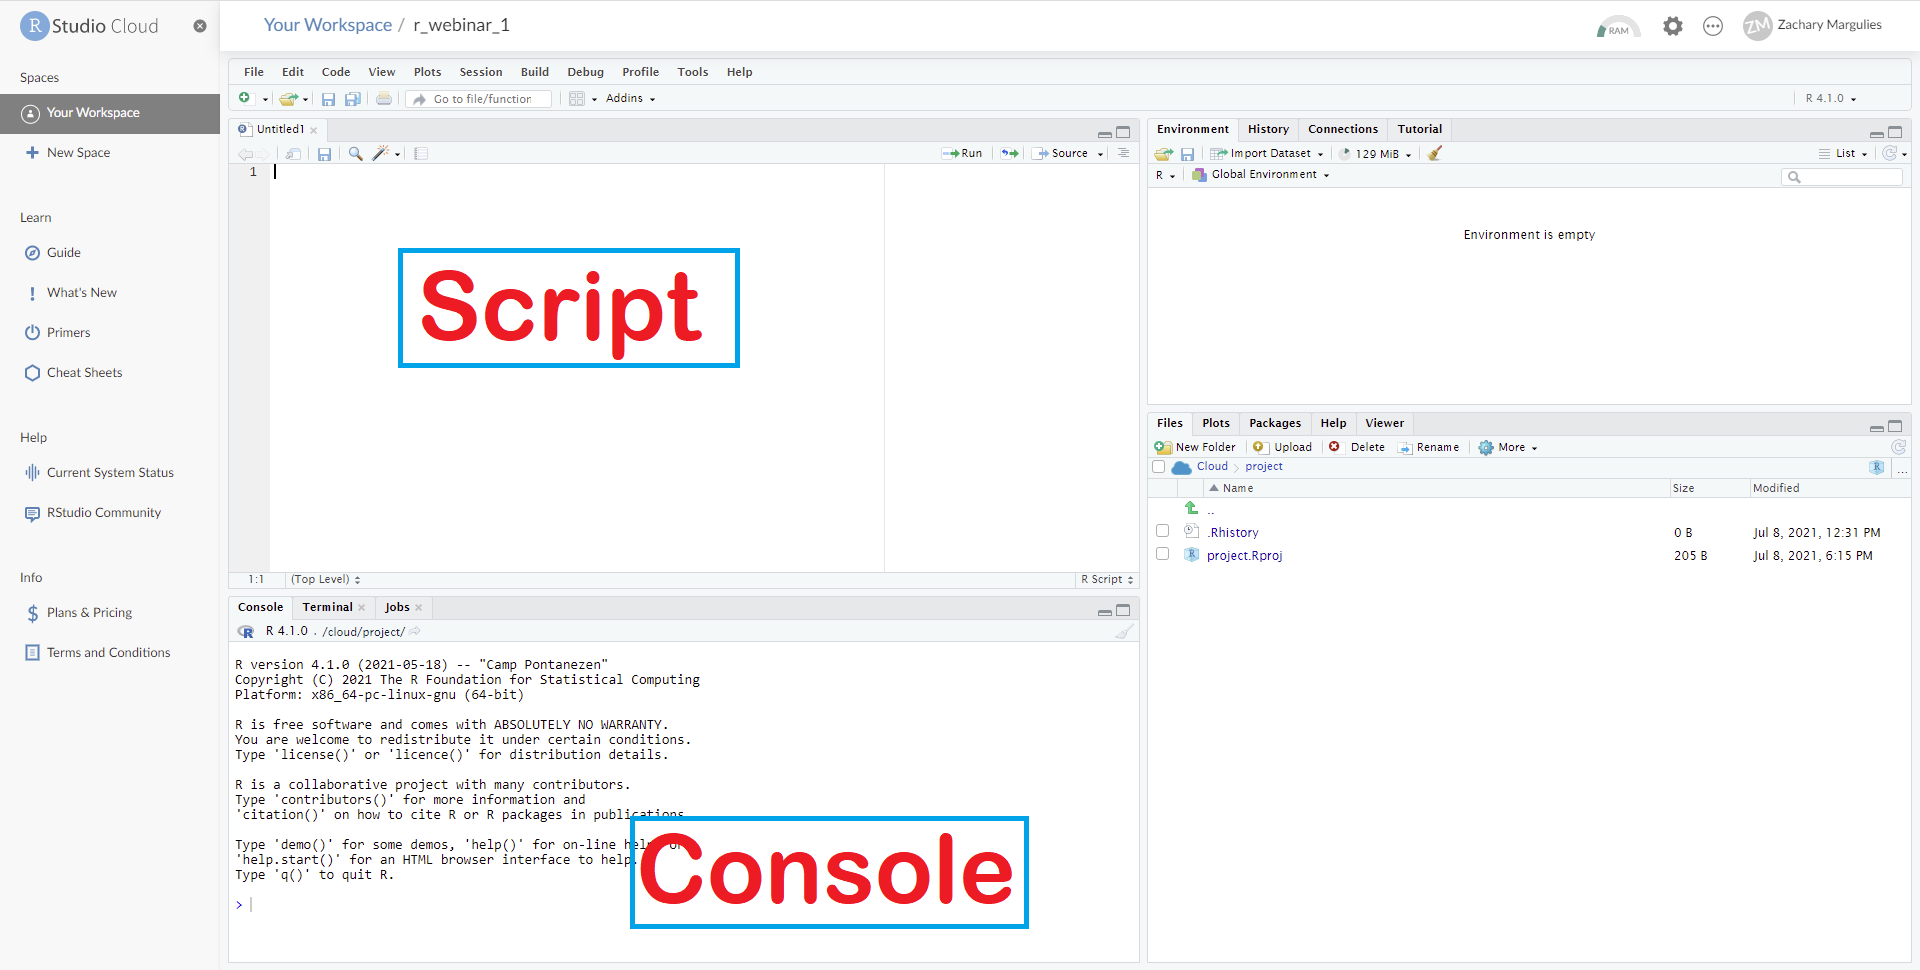 R Studio Cloud
Your Workspace / r_webinar_1
RAM
ZM Zachary Margulies
Spaces
Your Workspace
New Space
Learn
Guide
What's New
Primers
Cheat Sheets
Help
Current System Status
RStudio Community
Info
Plans & Pricing
Terms and Conditions
File Edit Code View Plots Session Build Debug Profile Tools Help
Go to file/function Addins R 4.1.0
Untitled1
Run Source
1
Script
1:1 (Top Level) R Script
Console Terminal Jobs
R 4.1.0 . /cloud/project/
R version 4.1.0 (2021-05-18) -- "Camp Pontanezen"
Copyright (C) 2021 The R Foundation for Statistical Computing
Platform: x86_64-pc-linux-gnu (64-bit)
R is free software and comes with ABSOLUTELY NO WARRANTY.
You are welcome to redistribute it under certain conditions.
Type 'license()' or 'licence()' for distribution details.
R is a collaborative project with many contributors.
Type 'contributors()' for more information and
'citation()' on how to cite R or R packages in publications
Type 'demo()' for some demos, 'help()' for on-line help, or
'help.start()' for an HTML browser interface to help.
Type 'q()' to quit R.
>
Console
Environment History Connections Tutorial
Import Dataset 129 MiB List
R Global Environment
Environment is empty
Files Plots Packages Help Viewer
New Folder Upload Delete Rename More
Cloud project R ...
Name Size Modified
..
.Rhistory 0 B Jul 8, 2021, 12:31 PM
project.Rproj 205 B Jul 8, 2021, 6:15 PM